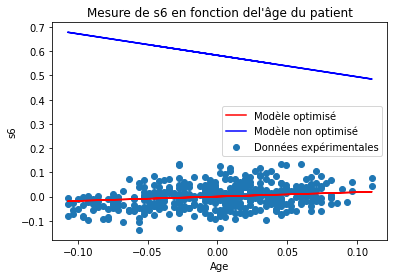 Mesure de s6 en fonction del'âge du patient
0.7
0.6
0.5
0.4
0.3
0.2
0.1
0.0
−0.1
s6
Modèle optimisé
Modèle non optimisé
Données expérimentales
−0.10
−0.05
0.00
0.05
0.10
Age